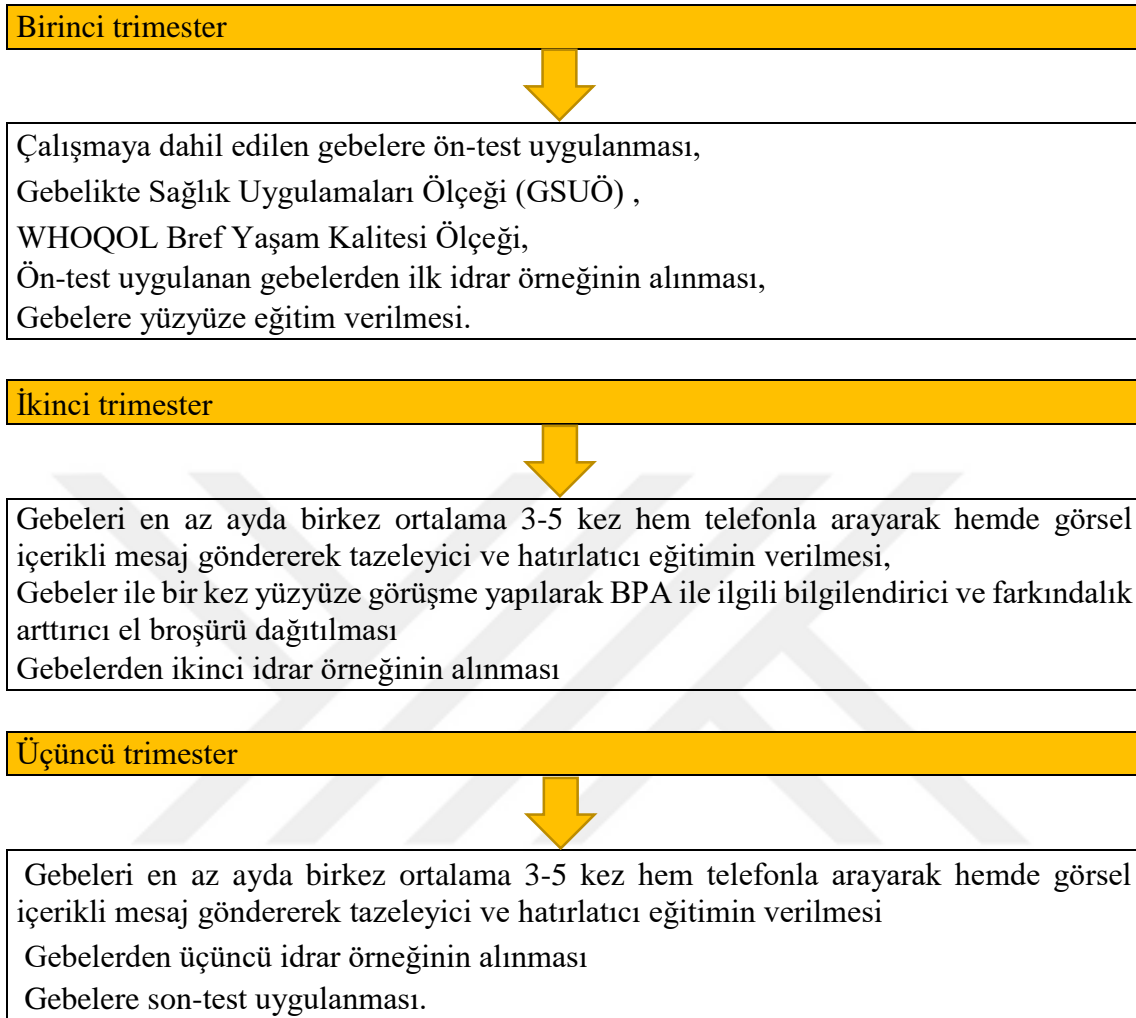 Birinci trimester
Çalışmaya dahil edilen gebelere ön-test uygulanması,
Gebelikte Sağlık Uygulamaları Ölçeği (GSUÖ) ,
WHOQOL Bref Yaşam Kalitesi Ölçeği,
Ön-test uygulanan gebelerden ilk idrar örneğinin alınması,
Gebelere yüzyüze eğitim verilmesi.
İkinci trimester
Gebeleri en az ayda birkez ortalama 3-5 kez hem telefonla arayarak hemde görsel
içerikli mesaj göndererek tazeleyici ve hatırlatıcı eğitimin verilmesi,
Gebeler ile bir kez yüzyüze görüşme yapılarak BPA ile ilgili bilgilendirici ve farkındalık
arttırıcı el broşürü dağıtılması
Gebelerden ikinci idrar örneğinin alınması
Üçüncü trimester
Gebeleri en az ayda birkez ortalama 3-5 kez hem telefonla arayarak hemde görsel
içerikli mesaj göndererek tazeleyici ve hatırlatıcı eğitimin verilmesi
Gebelerden üçüncü idrar örneğinin alınması
Gebelere son-test uygulanması.